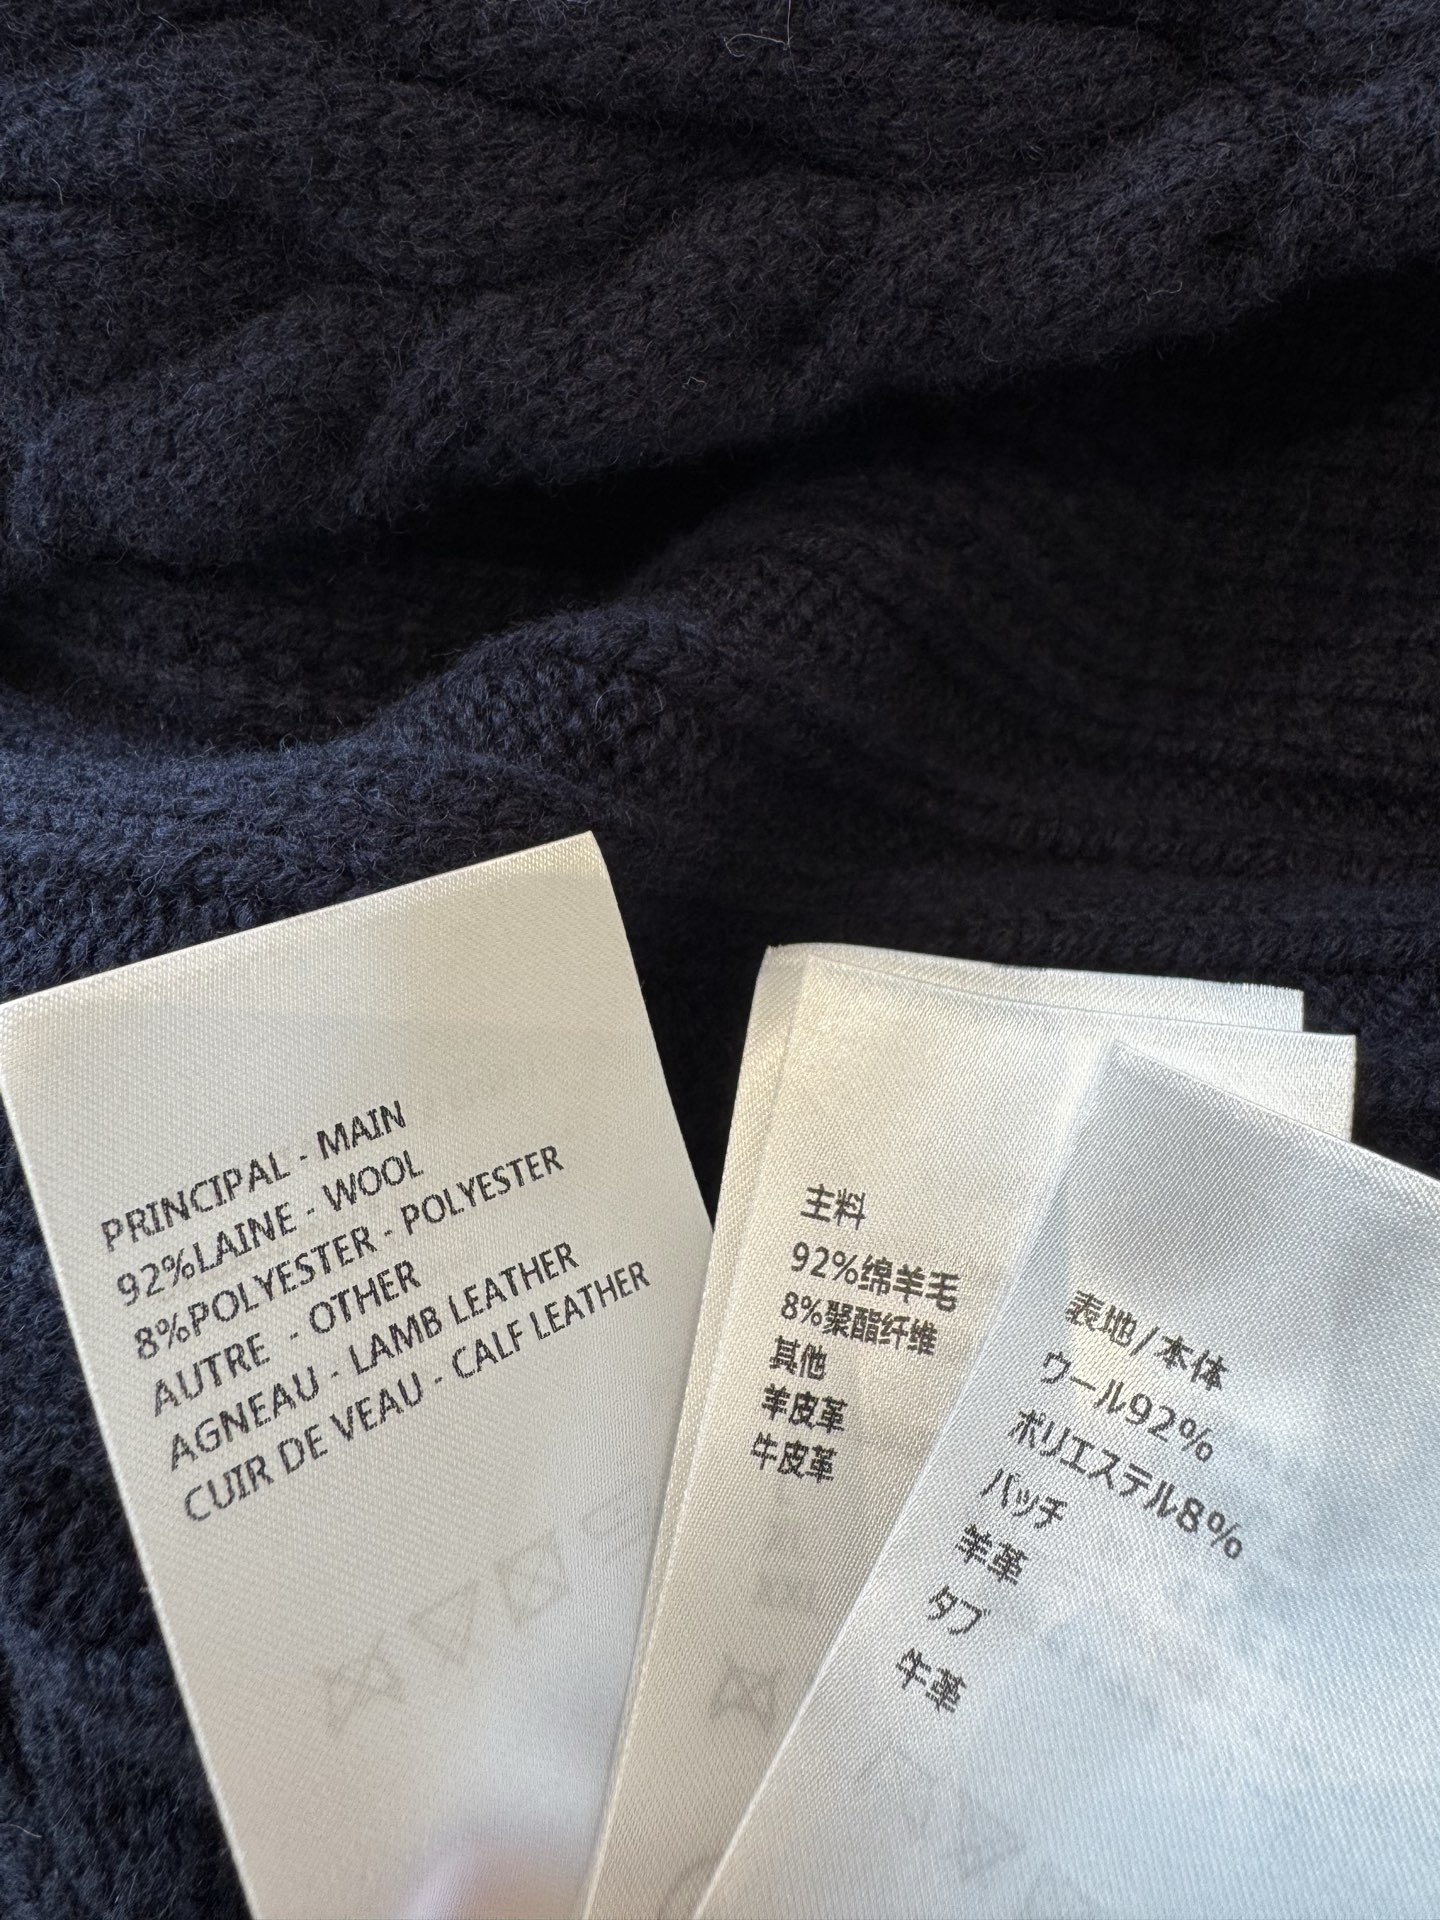 PRINCIPAL - MAIN
92%LAINE - WOOL
8%POLYESTER - POLYESTER
AUTRE - OTHER
AGNEAU - LAMB LEATHER
CUIR DE VEAU - CALF LEATHER
主料
92%绵羊毛
8%聚酯纤维
其他
羊皮革
牛皮革
表地/本体
ウール92%
ポリエステル8%
パッチ
羊革
タブ
牛革